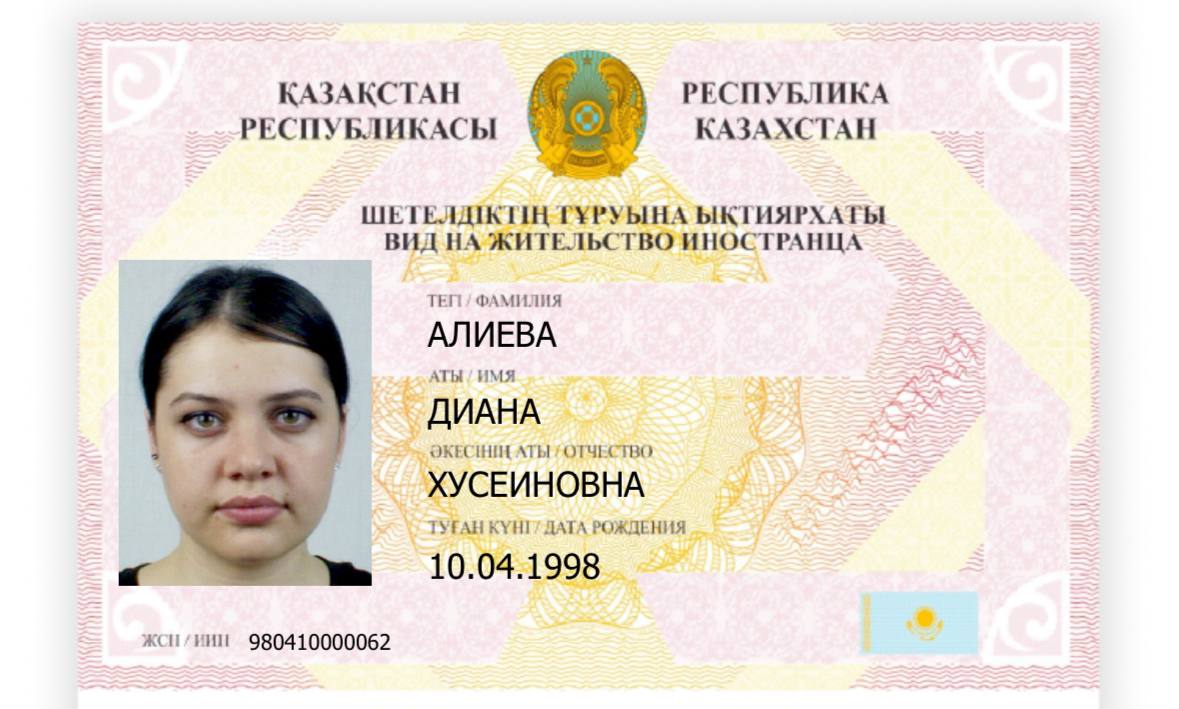 ҚАЗАҚСТАН
РЕСПУБЛИКАСЫ
РЕСПУБЛИКА
КАЗАХСТАН
ШЕТЕЛДІКТІҢ ТҰРУЫНА ЫҚТИЯРХАТЫ
ВИД НА ЖИТЕЛЬСТВО ИНОСТРАНЦА
ТЕГІ / ФАМИЛИЯ
АЛИЕВА
АТЫ / ИМЯ
ДИАНА
ӘКЕСІНІҢ АТЫ / ОТЧЕСТВО
ХУСЕИНОВНА
ТУҒАН КҮНІ / ДАТА РОЖДЕНИЯ
10.04.1998
ЖСН / ИИН 980410000062